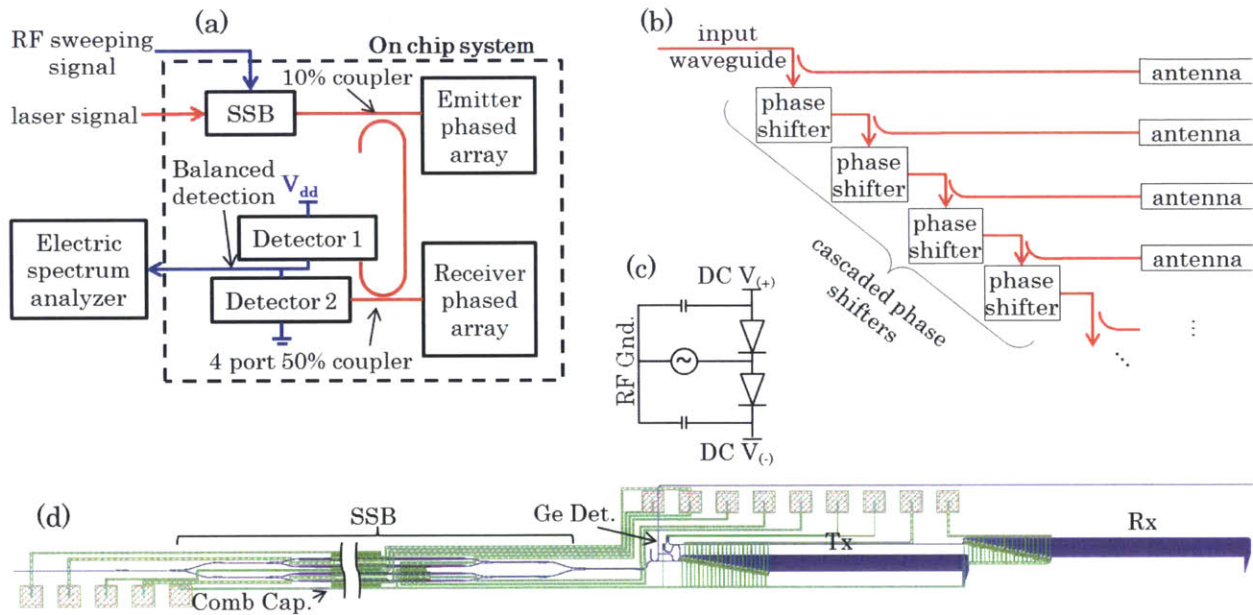 (a)
RF sweeping
signal
On chip system
10% coupler
laser signal
SSB
Emitter
phased
array
Balanced
detection
V_dd
Detector 1
Electric
spectrum
analyzer
Detector 2
Receiver
phased
array
4 port 50% coupler
(b)
input
waveguide
antenna
phase
shifter
antenna
phase
shifter
antenna
phase
shifter
antenna
phase
shifter
cascaded phase
shifters
...
...
(c)
DC V(+)
RF Gnd.
~
DC V(-)
(d)
SSB
Ge Det.
Tx
Rx
Comb Cap.